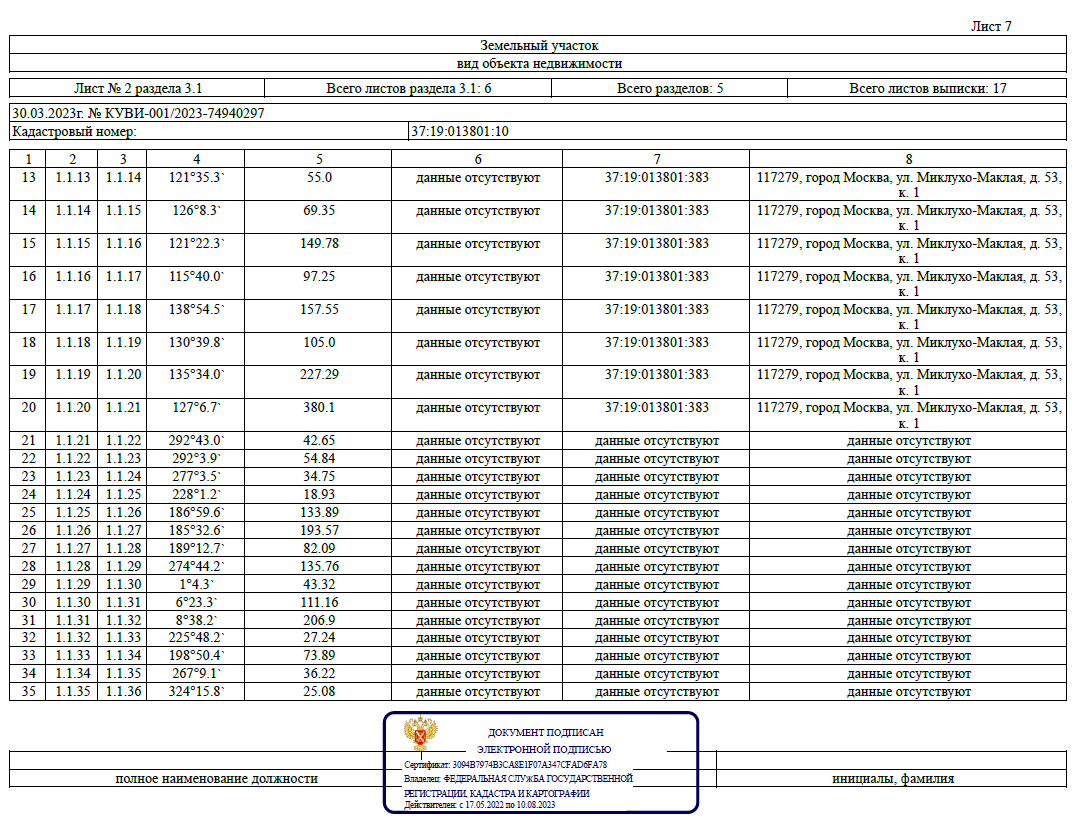 Лист 7
Земельный участок
вид объекта недвижимости
Лист № 2 раздела 3.1 Всего листов раздела 3.1: 6 Всего разделов: 5 Всего листов выписки: 17
30.03.2023г. № КУВИ-001/2023-74940297
Кадастровый номер: 37:19:013801:10
1 2 3 4 5 6 7 8
13 1.1.13 1.1.14 121°35.3` 55.0 данные отсутствуют 37:19:013801:383 117279, город Москва, ул. Миклухо-Маклая, д. 53,
к. 1
14 1.1.14 1.1.15 126°8.3` 69.35 данные отсутствуют 37:19:013801:383 117279, город Москва, ул. Миклухо-Маклая, д. 53,
к. 1
15 1.1.15 1.1.16 121°22.3` 149.78 данные отсутствуют 37:19:013801:383 117279, город Москва, ул. Миклухо-Маклая, д. 53,
к. 1
16 1.1.16 1.1.17 115°40.0` 97.25 данные отсутствуют 37:19:013801:383 117279, город Москва, ул. Миклухо-Маклая, д. 53,
к. 1
17 1.1.17 1.1.18 138°54.5` 157.55 данные отсутствуют 37:19:013801:383 117279, город Москва, ул. Миклухо-Маклая, д. 53,
к. 1
18 1.1.18 1.1.19 130°39.8` 105.0 данные отсутствуют 37:19:013801:383 117279, город Москва, ул. Миклухо-Маклая, д. 53,
к. 1
19 1.1.19 1.1.20 135°34.0` 227.29 данные отсутствуют 37:19:013801:383 117279, город Москва, ул. Миклухо-Маклая, д. 53,
к. 1
20 1.1.20 1.1.21 127°6.7` 380.1 данные отсутствуют 37:19:013801:383 117279, город Москва, ул. Миклухо-Маклая, д. 53,
к. 1
21 1.1.21 1.1.22 292°43.0` 42.65 данные отсутствуют данные отсутствуют данные отсутствуют
22 1.1.22 1.1.23 292°3.9` 54.84 данные отсутствуют данные отсутствуют данные отсутствуют
23 1.1.23 1.1.24 277°3.5` 34.75 данные отсутствуют данные отсутствуют данные отсутствуют
24 1.1.24 1.1.25 228°1.2` 18.93 данные отсутствуют данные отсутствуют данные отсутствуют
25 1.1.25 1.1.26 186°59.6` 133.89 данные отсутствуют данные отсутствуют данные отсутствуют
26 1.1.26 1.1.27 185°32.6` 193.57 данные отсутствуют данные отсутствуют данные отсутствуют
27 1.1.27 1.1.28 189°12.7` 82.09 данные отсутствуют данные отсутствуют данные отсутствуют
28 1.1.28 1.1.29 274°44.2` 135.76 данные отсутствуют данные отсутствуют данные отсутствуют
29 1.1.29 1.1.30 1°4.3` 43.32 данные отсутствуют данные отсутствуют данные отсутствуют
30 1.1.30 1.1.31 6°23.3` 111.16 данные отсутствуют данные отсутствуют данные отсутствуют
31 1.1.31 1.1.32 8°38.2` 206.9 данные отсутствуют данные отсутствуют данные отсутствуют
32 1.1.32 1.1.33 225°48.2` 27.24 данные отсутствуют данные отсутствуют данные отсутствуют
33 1.1.33 1.1.34 198°50.4` 73.89 данные отсутствуют данные отсутствуют данные отсутствуют
34 1.1.34 1.1.35 267°9.1` 36.22 данные отсутствуют данные отсутствуют данные отсутствуют
35 1.1.35 1.1.36 324°15.8` 25.08 данные отсутствуют данные отсутствуют данные отсутствуют
ДОКУМЕНТ ПОДПИСАН
ЭЛЕКТРОННОЙ ПОДПИСЬЮ
Сертификат: 3094B7974B3CA8E1F07A347CFAD6FA78
Владелец: ФЕДЕРАЛЬНАЯ СЛУЖБА ГОСУДАРСТВЕННОЙ
РЕГИСТРАЦИИ, КАДАСТРА И КАРТОГРАФИИ
Действителен: с 17.05.2022 по 10.08.2023
полное наименование должности инициалы, фамилия